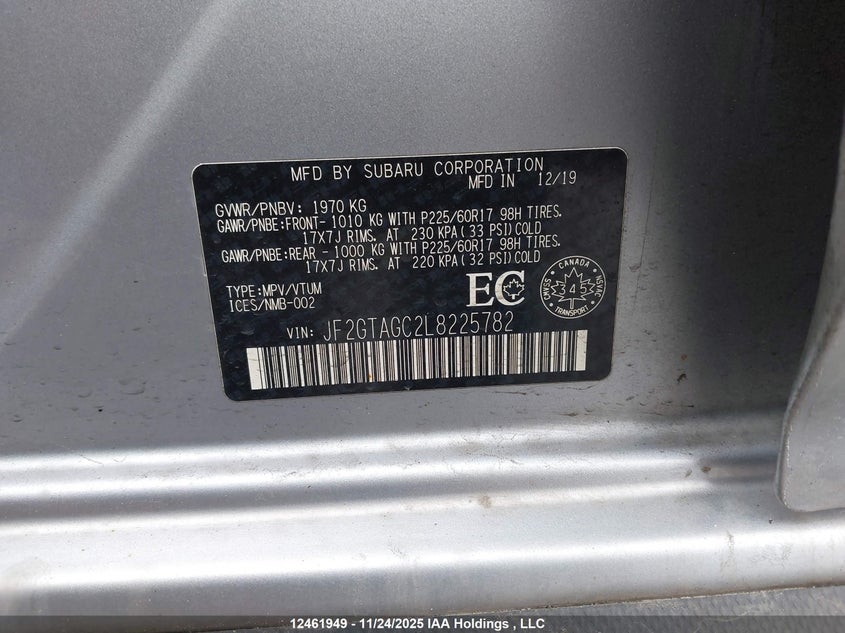 MFD BY SUBARU CORPORATION
MFD IN 12/19
GVWR/PNBV: 1970 KG
GAWR/PNBE:FRONT- 1010 KG WITH P225/60R17 98H TIRES.
17X7J RIMS. AT 230 KPA(33 PSI)COLD
GAWR/PNBE:REAR - 1000 KG WITH P225/60R17 98H TIRES.
17X7J RIMS. AT 220 KPA(32 PSI)COLD
TYPE:MPV/VTUM
ICES/NMB-002
EC
CANADA
CMVSS
NSVAC
345
TRANSPORT
VIN: JF2GTAGC2L8225782
12461949 - 11/24/2025 IAA Holdings , LLC